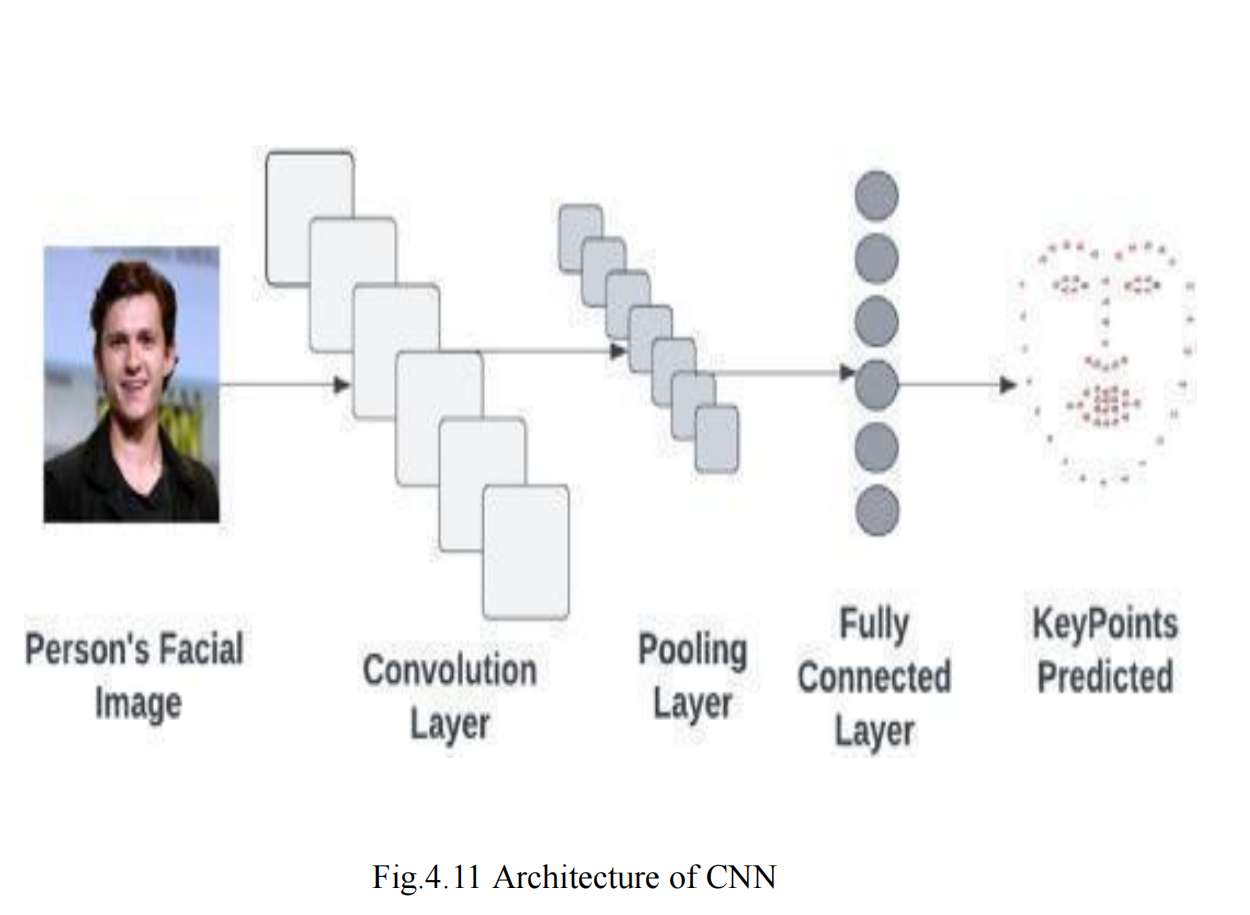 Person's Facial
Image
Convolution
Layer
Pooling
Layer
Fully
Connected
Layer
KeyPoints
Predicted
Fig.4.11 Architecture of CNN